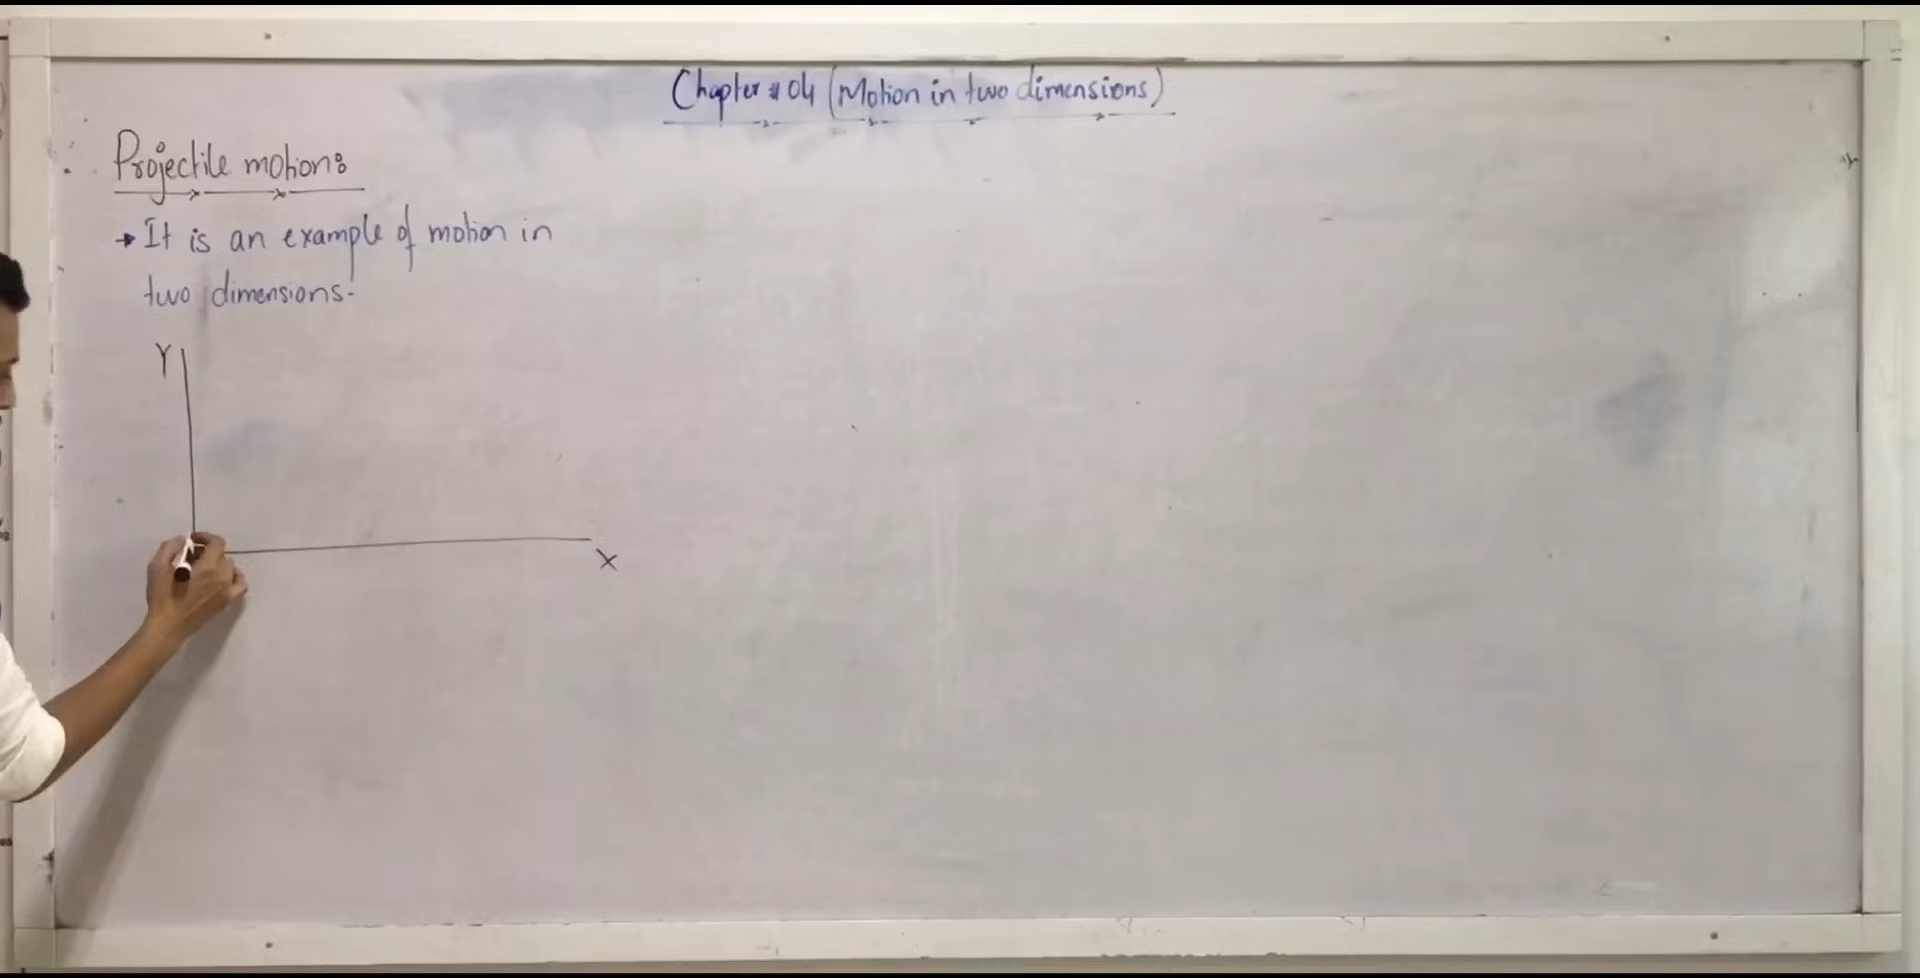 Chapter # 04 (Motion in two dimensions)
Projectile motion:
→ It is an example of motion in
two dimensions.
Y
X